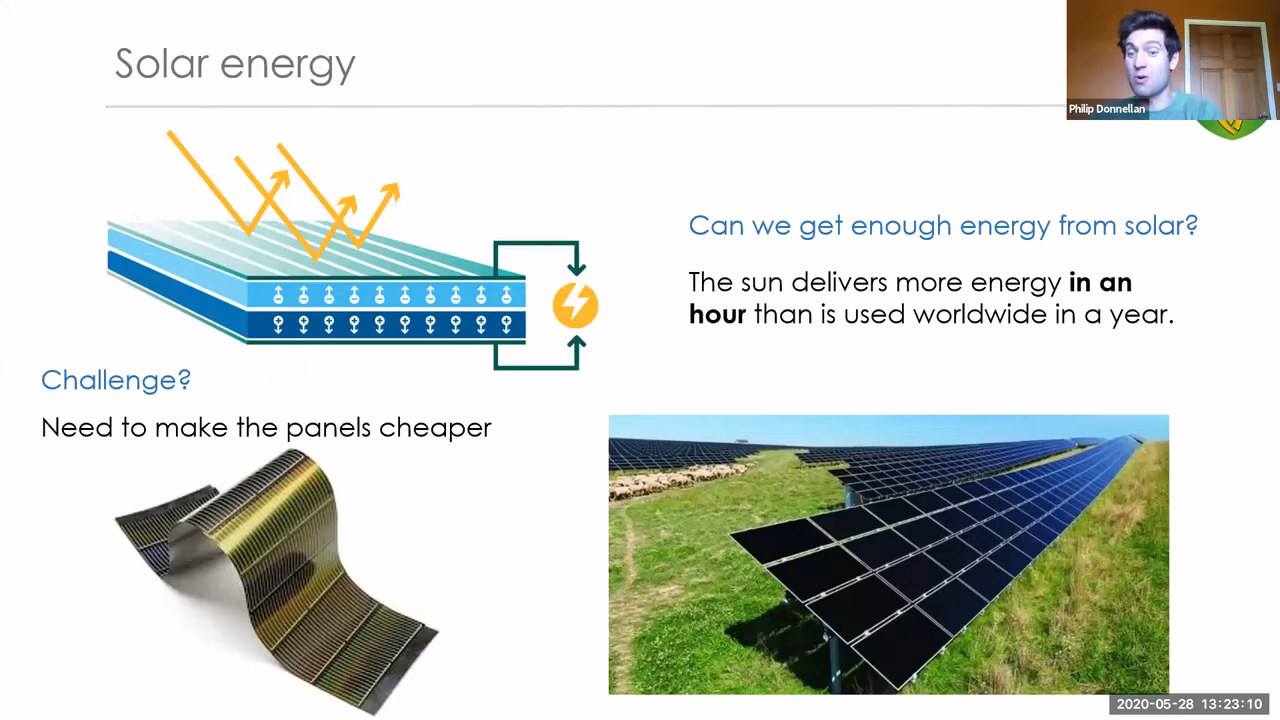 Solar energy
Philip Donnellan
Can we get enough energy from solar?
The sun delivers more energy in an
hour than is used worldwide in a year.
Challenge?
Need to make the panels cheaper
2020-05-28 13:23:10